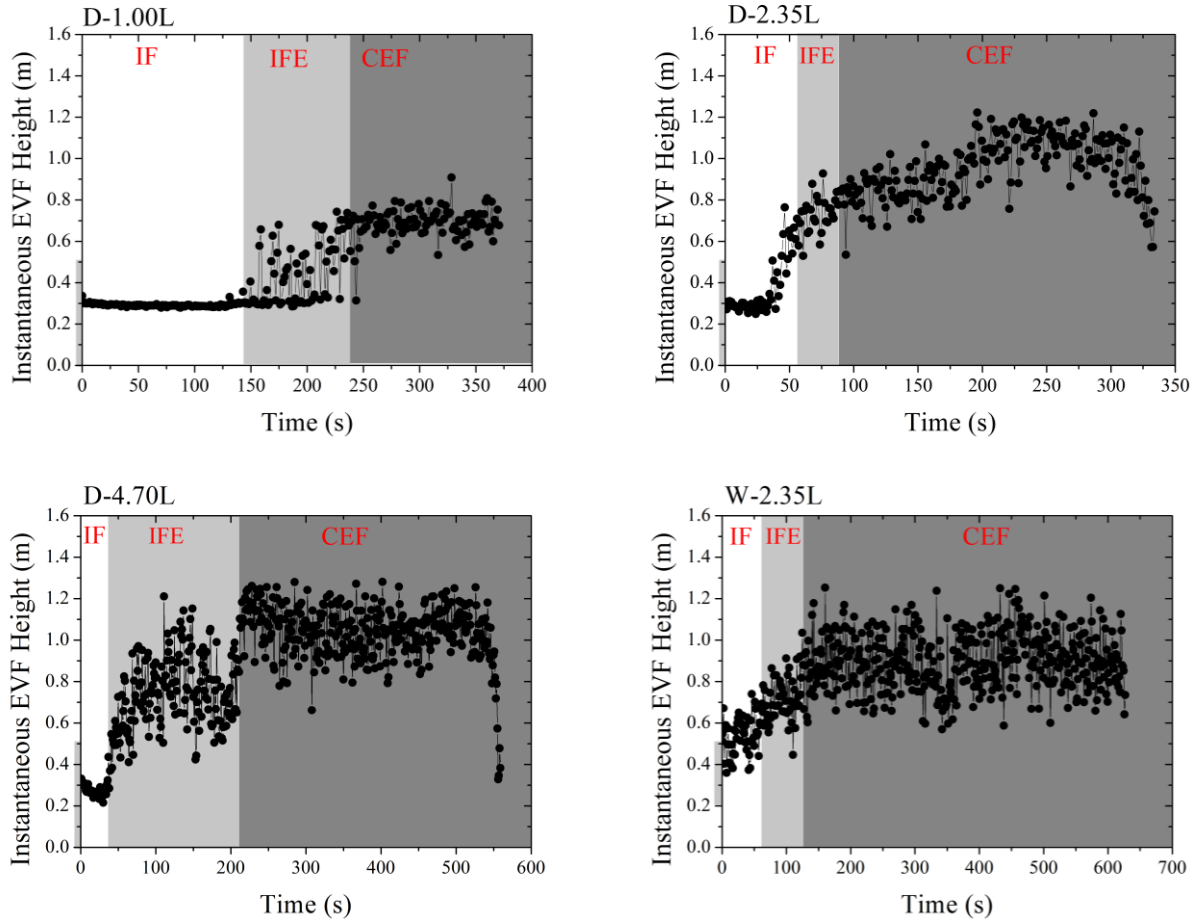 D-1.00L
IF IFE CEF
1.6
1.4
1.2
1.0
0.8
0.6
0.4
0.2
0.0
Instantaneous EVF Height (m)
0 50 100 150 200 250 300 350 400
Time (s)
D-2.35L
IF IFE CEF
1.6
1.4
1.2
1.0
0.8
0.6
0.4
0.2
0.0
Instantaneous EVF Height (m)
0 50 100 150 200 250 300 350
Time (s)
D-4.70L
IF IFE CEF
1.6
1.4
1.2
1.0
0.8
0.6
0.4
0.2
0.0
Instantaneous EVF Height (m)
0 100 200 300 400 500 600
Time (s)
W-2.35L
IF IFE CEF
1.6
1.4
1.2
1.0
0.8
0.6
0.4
0.2
0.0
Instantaneous EVF Height (m)
0 100 200 300 400 500 600 700
Time (s)